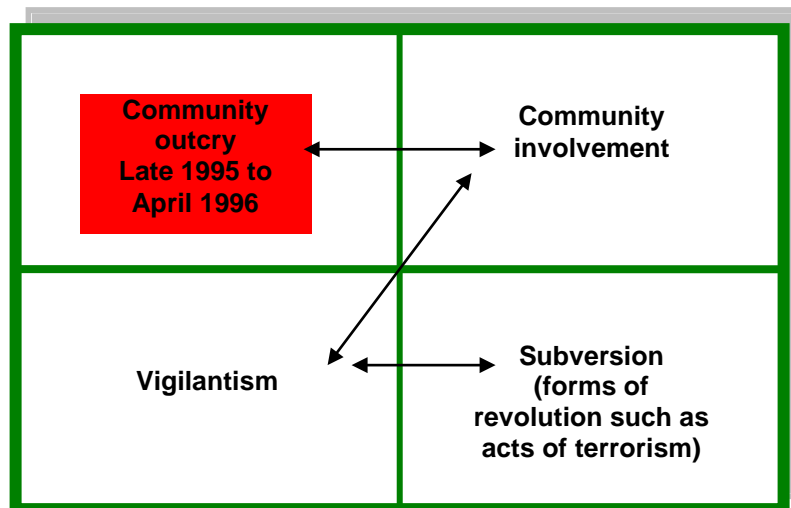 Community
outcry
Late 1995 to
April 1996
Community
involvement
Vigilantism
Subversion
(forms of
revolution such as
acts of terrorism)